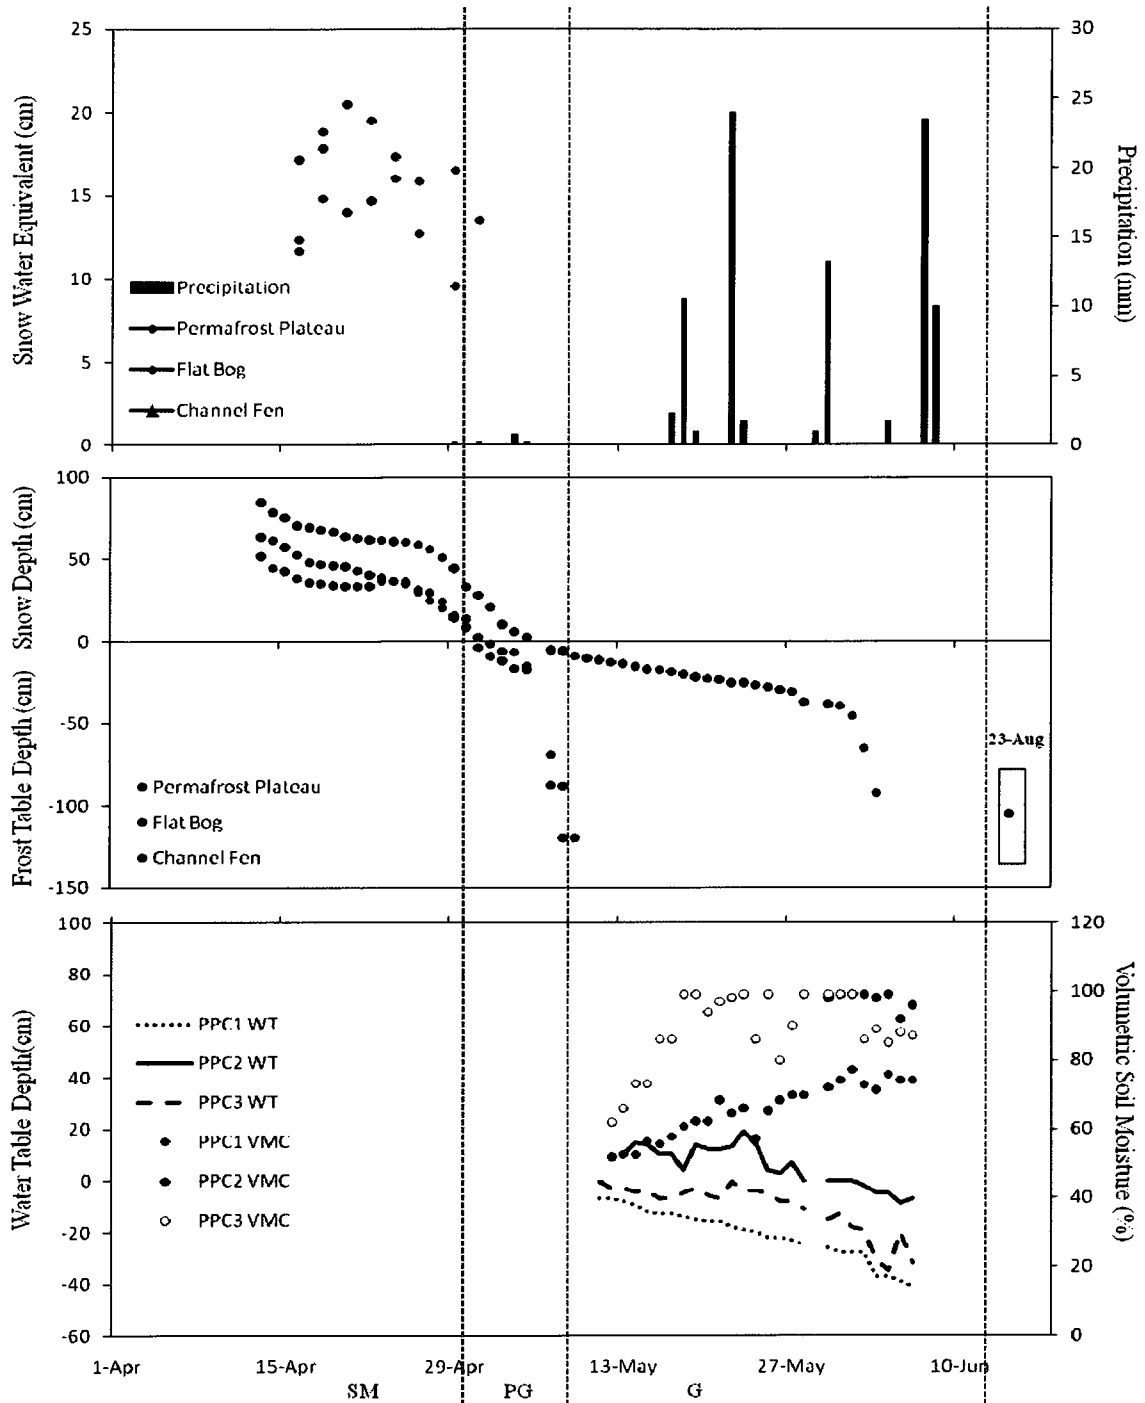 25
20
15
10
5
0
Snow Water Equivalent (cm)
30
25
20
15
10
5
0
Precipitation (mm)
Precipitation
Permafrost Plateau
Flat Bog
Channel Fen
100
50
0
-50
-100
-150
Snow Depth (cm)
Frost Table Depth (cm)
Permafrost Plateau
Flat Bog
Channel Fen
23-Aug
100
80
60
40
20
0
-20
-40
-60
Water Table Depth(cm)
120
100
80
60
40
20
0
Volumetric Soil Moisture (%)
PPC1 WT
PPC2 WT
PPC3 WT
PPC1 VMC
PPC2 VMC
PPC3 VMC
1-Apr 15-Apr 29-Apr 13-May 27-May 10-Jun
SM PG G